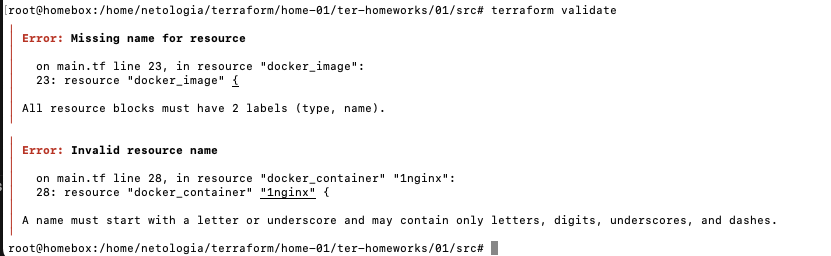 root@homebox:/home/netologia/terraform/home-01/ter-homeworks/01/src# terraform validate
Error: Missing name for resource
on main.tf line 23, in resource "docker_image":
23: resource "docker_image" {
All resource blocks must have 2 labels (type, name).
Error: Invalid resource name
on main.tf line 28, in resource "docker_container" "1nginx":
28: resource "docker_container" "1nginx" {
A name must start with a letter or underscore and may contain only letters, digits, underscores, and dashes.
root@homebox:/home/netologia/terraform/home-01/ter-homeworks/01/src#